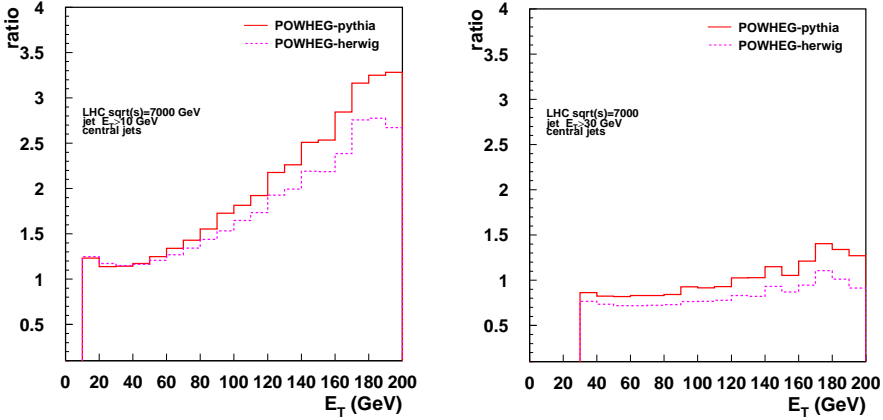 ratio
4
3.5
3
2.5
2
1.5
1
0.5
POWHEG-pythia
POWHEG-herwig
LHC sqrt(s)=7000 GeV
jet E_T>10 GeV
central jets
0 20 40 60 80 100 120 140 160 180 200
E_T (GeV)
ratio
4
3.5
3
2.5
2
1.5
1
0.5
POWHEG-pythia
POWHEG-herwig
LHC sqrt(s)=7000
jet E_T>30 GeV
central jets
0 20 40 60 80 100 120 140 160 180 200
E_T (GeV)